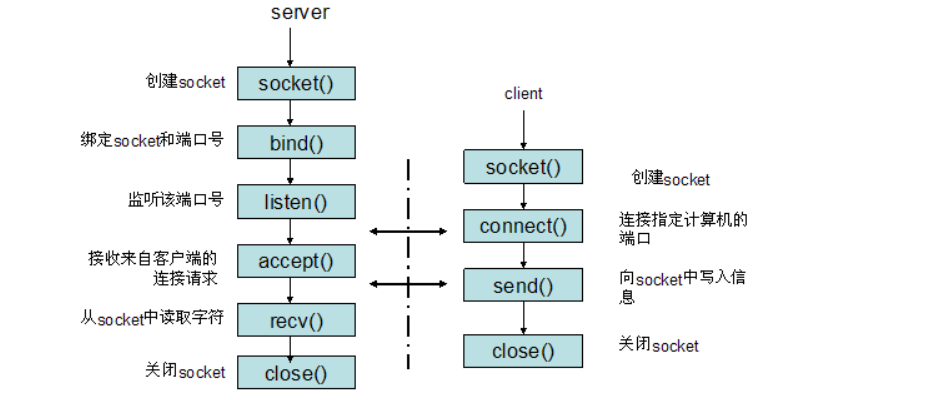 server
创建socket
socket()
绑定socket和端口号
bind()
监听该端口号
listen()
接收来自客户端的
连接请求
accept()
从socket中读取字符
recv()
关闭socket
close()
client
socket()
创建socket
connect()
连接指定计算机的
端口
send()
向socket中写入信
息
close()
关闭socket